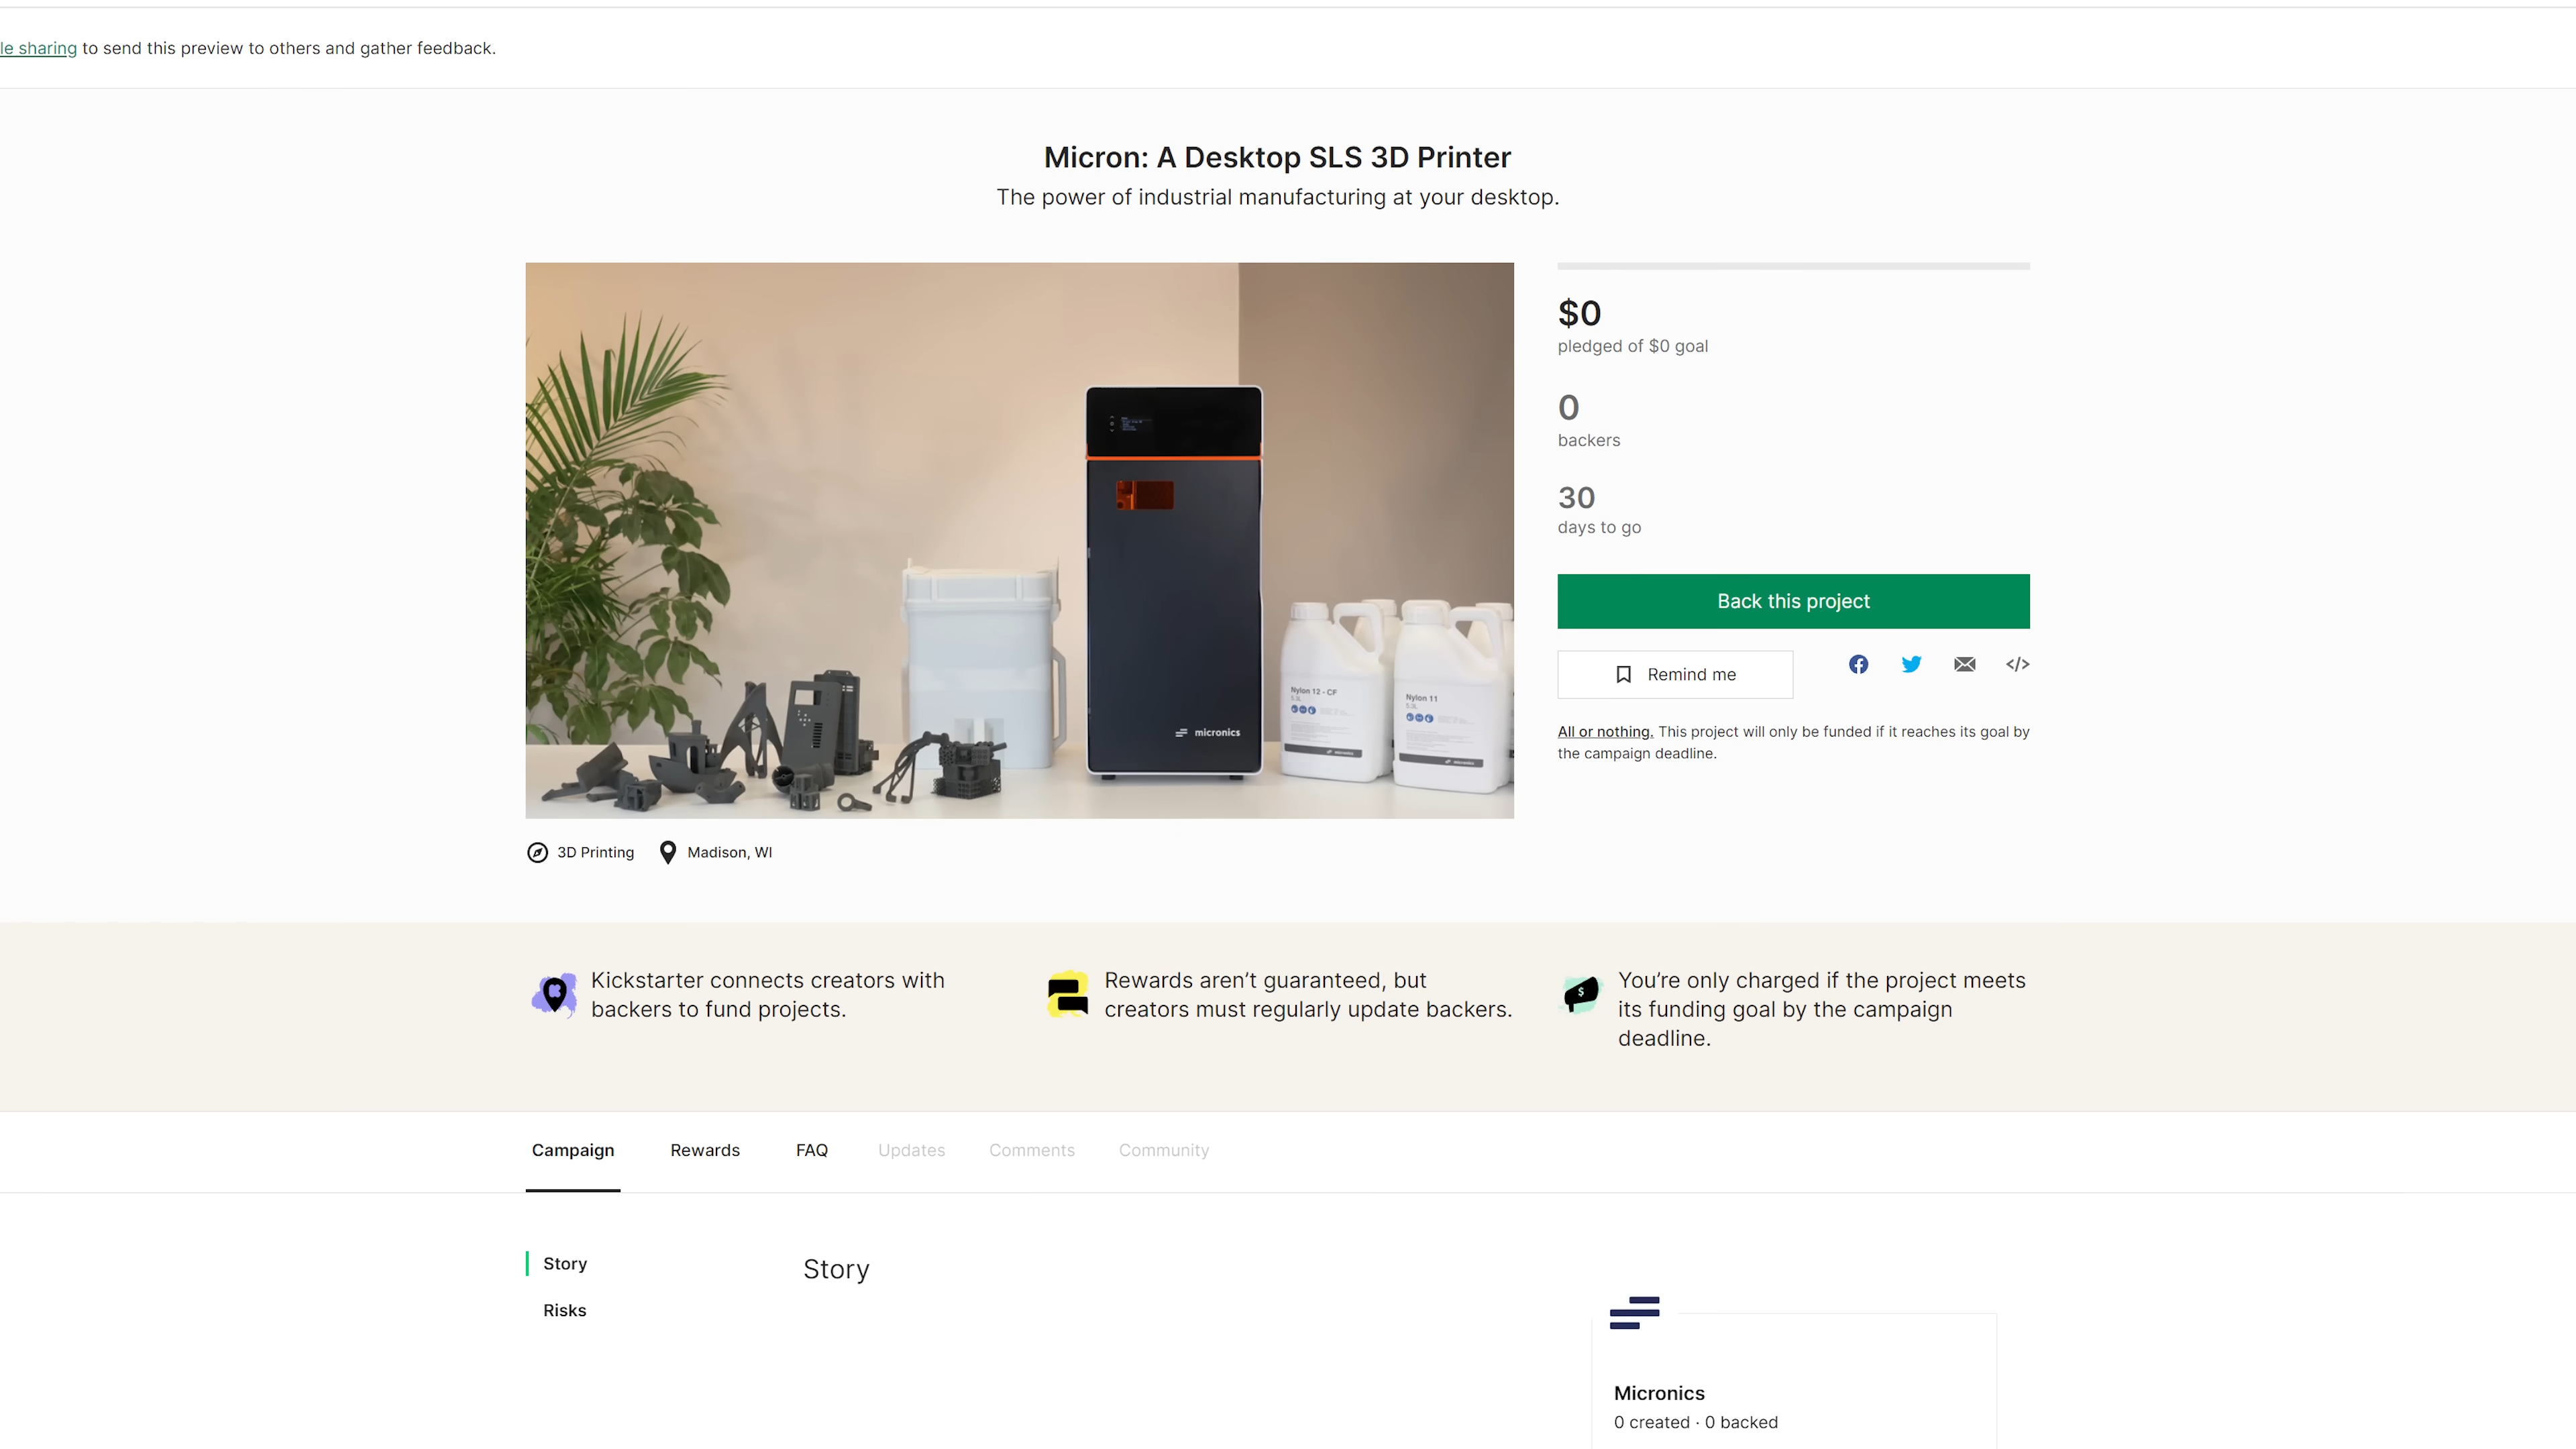 le sharing to send this preview to others and gather feedback.
Micron: A Desktop SLS 3D Printer
The power of industrial manufacturing at your desktop.
$0
pledged of $0 goal
0
backers
30
days to go
Back this project
Remind me
All or nothing. This project will only be funded if it reaches its goal by
the campaign deadline.
micronics
Nylon 12 - CF
5.3L
Nylon 11
5.3L
micronics
micronics
3D Printing
Madison, WI
Kickstarter connects creators with
backers to fund projects.
Rewards aren’t guaranteed, but
creators must regularly update backers.
You’re only charged if the project meets
its funding goal by the campaign
deadline.
Campaign Rewards FAQ Updates Comments Community
Story
Risks
Story
Micronics
0 created · 0 backed